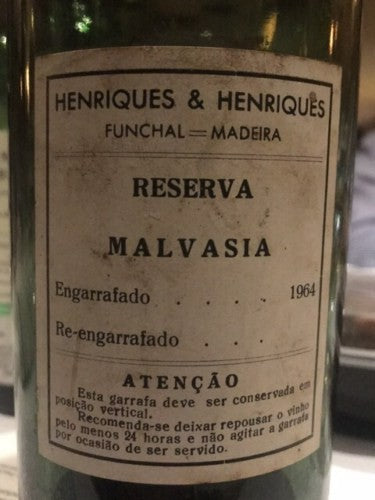 HENRIQUES & HENRIQUES
FUNCHAL=MADEIRA
RESERVA
MALVASIA
Engarrafado . . . . 1964
Re-engarrafado . . .
ATENÇÃO
Esta garrafa deve ser conservada em
posição vertical.
Recomenda-se deixar repousar o vinho
pelo menos 24 horas e não agitar a garrafa
por ocasião de ser servido.